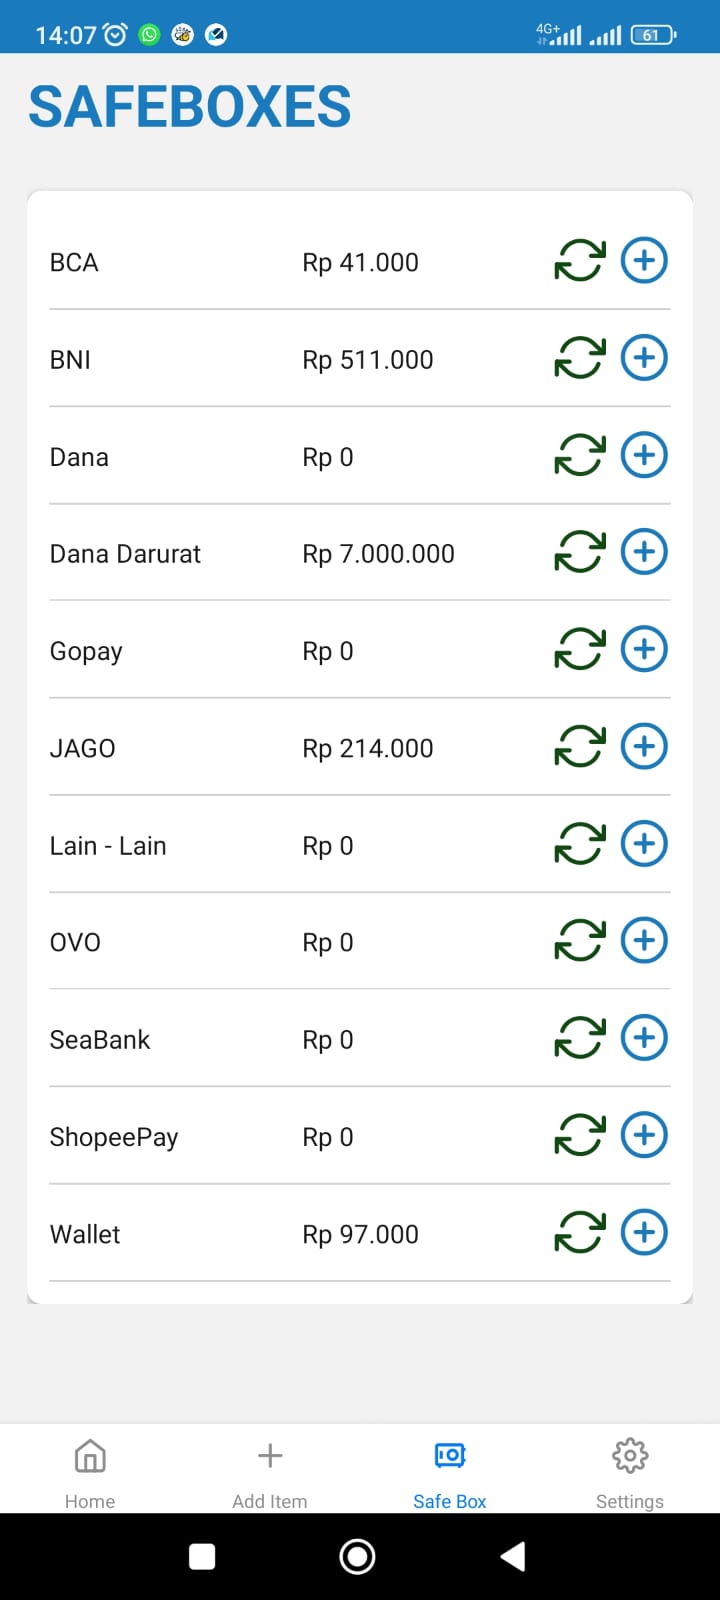 14:07 4G+ 61
SAFEBOXES
BCA Rp 41.000
BNI Rp 511.000
Dana Rp 0
Dana Darurat Rp 7.000.000
Gopay Rp 0
JAGO Rp 214.000
Lain - Lain Rp 0
OVO Rp 0
SeaBank Rp 0
ShopeePay Rp 0
Wallet Rp 97.000
Home Add Item Safe Box Settings